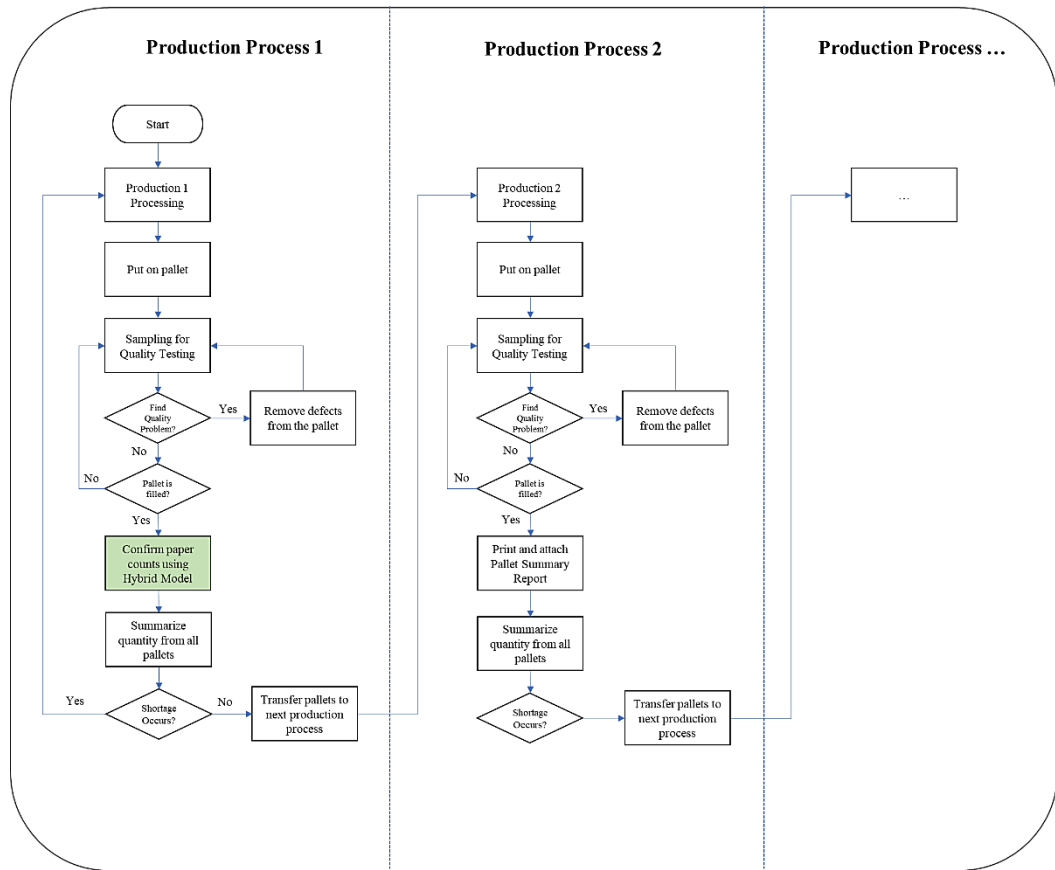 Production Process 1
Start
Production 1
Processing
Put on pallet
Sampling for
Quality Testing
Find
Quality
Problem?
Yes
Remove defects
from the pallet
No
Pallet is
filled?
No
Yes
Confirm paper
counts using
Hybrid Model
Summarize
quantity from all
pallets
Shortage
Occurs?
Yes
No
Transfer pallets to
next production
process
Production Process 2
Production 2
Processing
Put on pallet
Sampling for
Quality Testing
Find
Quality
Problem?
Yes
Remove defects
from the pallet
No
Pallet is
filled?
No
Yes
Print and attach
Pallet Summary
Report
Summarize
quantity from all
pallets
Shortage
Occurs?
Transfer pallets to
next production
process
Production Process …
…